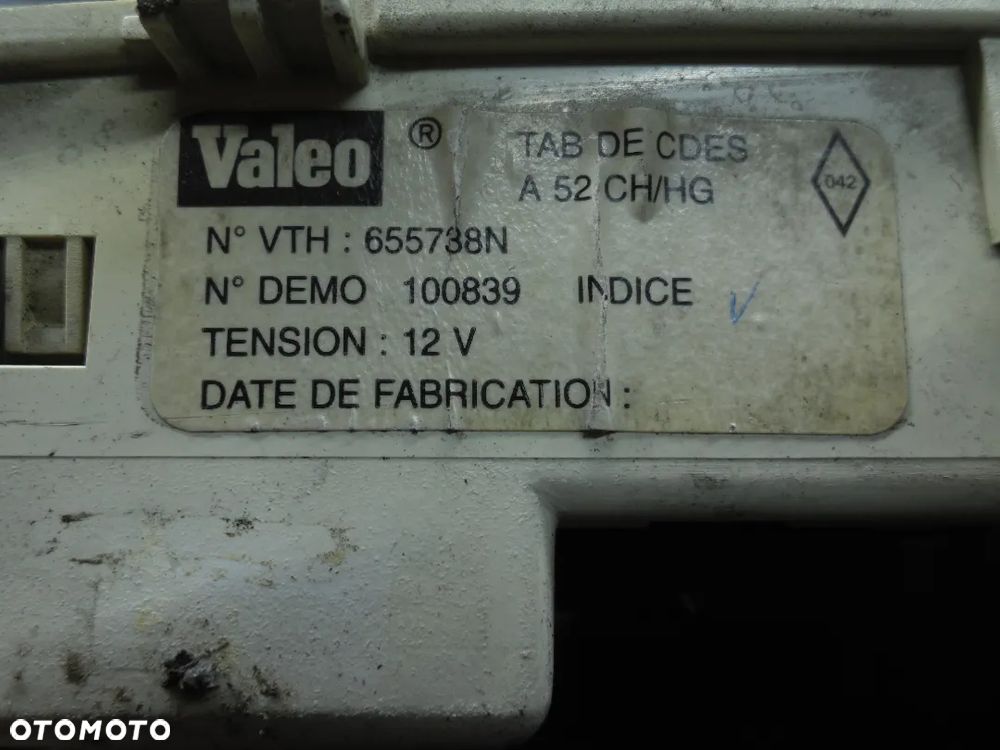 Valeo ® TAB DE CDES
A 52 CH/HG
042
N° VTH : 655738N
N° DEMO 100839 INDICE
TENSION : 12 V
DATE DE FABRICATION :
OTOMOTO